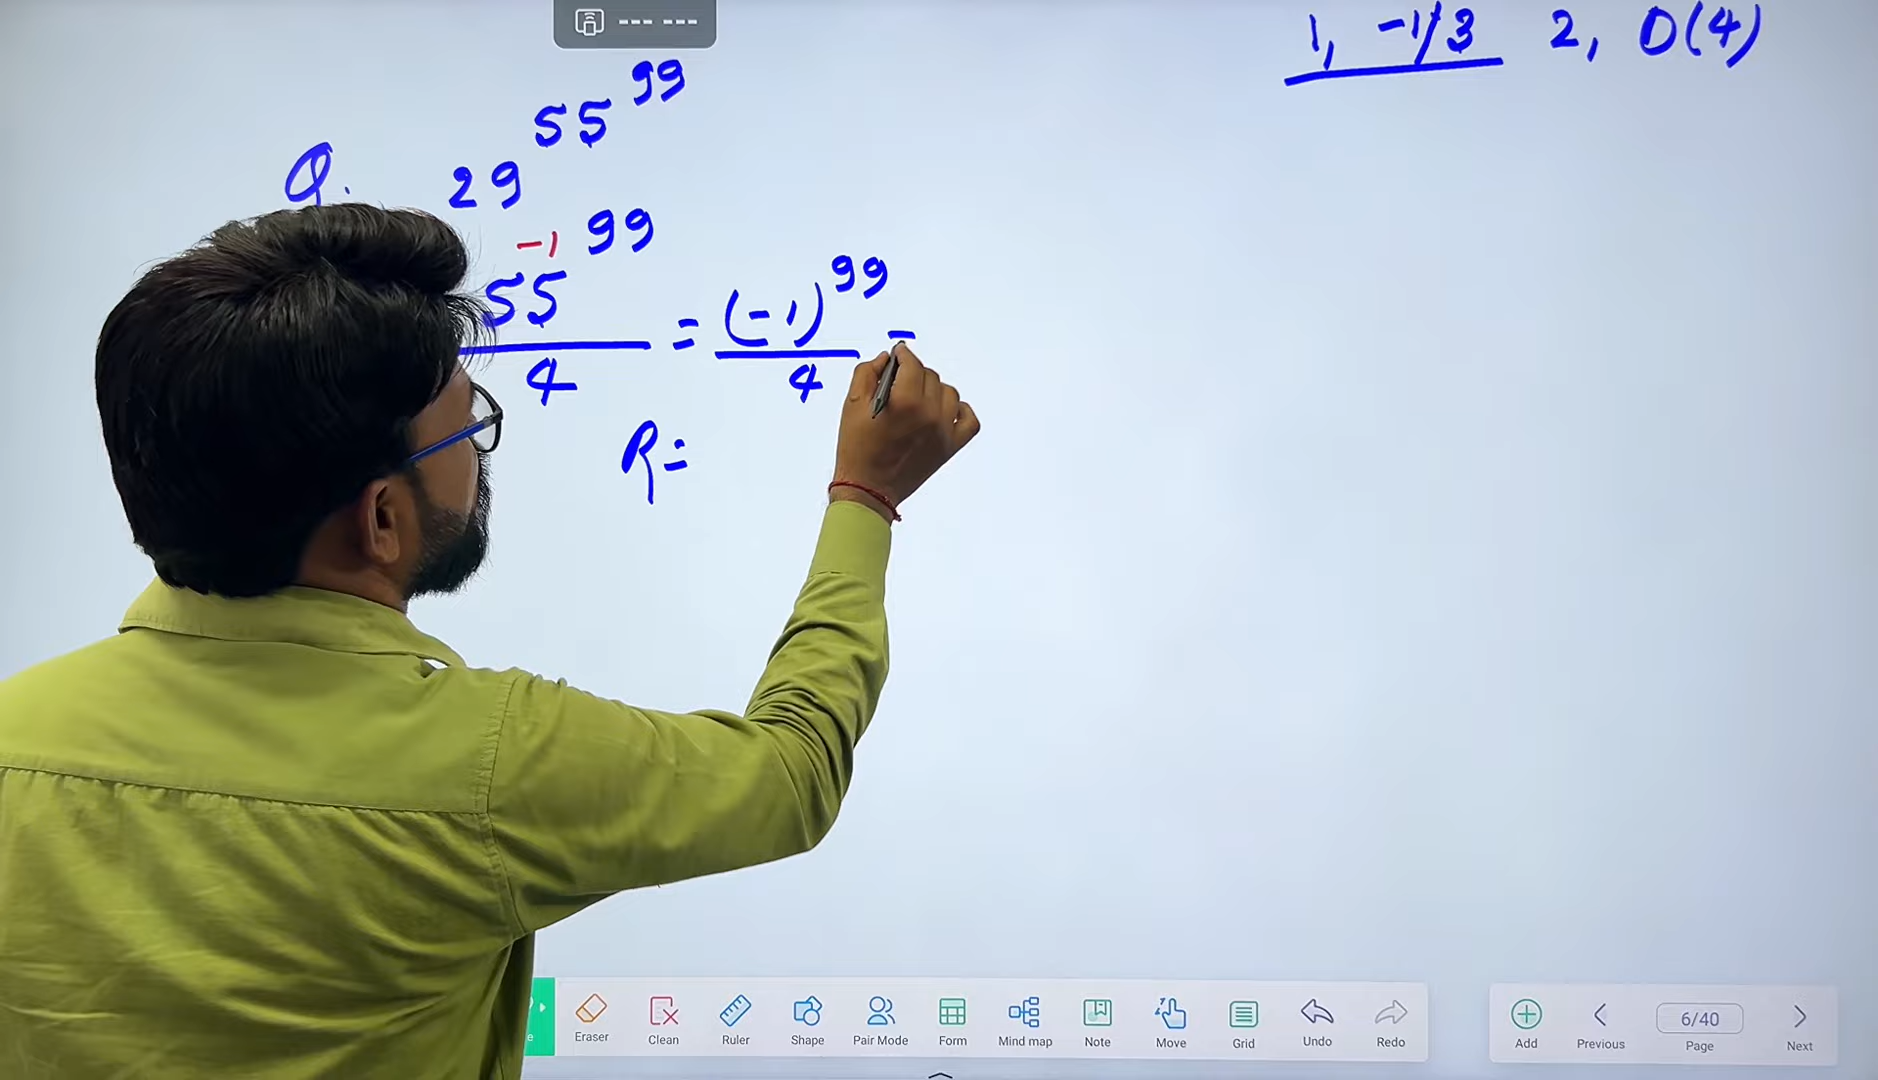 1, -1/3 2, 0(4)
Q. 29^55^99
-1
55^99 / 4 = (-1)^99 / 4 =
R=
Eraser Clean Ruler Shape Pair Mode Form Mind map Note Move Grid Undo Redo Add Previous 6/40 Page Next